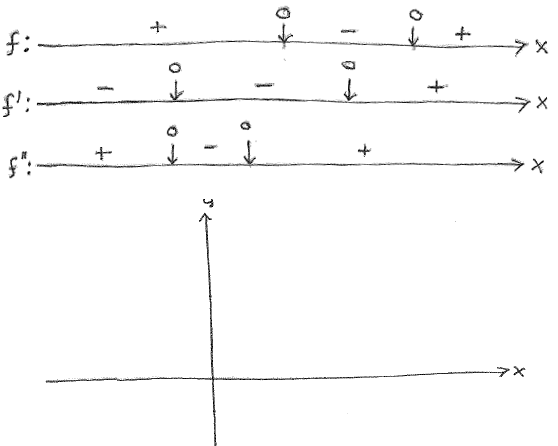 f: + 0 - 0 + x
f': - 0 - 0 + x
f": + 0 - 0 + x
y
x